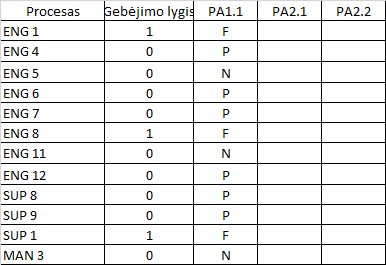 Procesas Gebėjimo lygis PA1.1 PA2.1 PA2.2
ENG 1 1 F
ENG 4 0 P
ENG 5 0 N
ENG 6 0 P
ENG 7 0 P
ENG 8 1 F
ENG 11 0 N
ENG 12 0 P
SUP 8 0 P
SUP 9 0 P
SUP 1 1 F
MAN 3 0 N